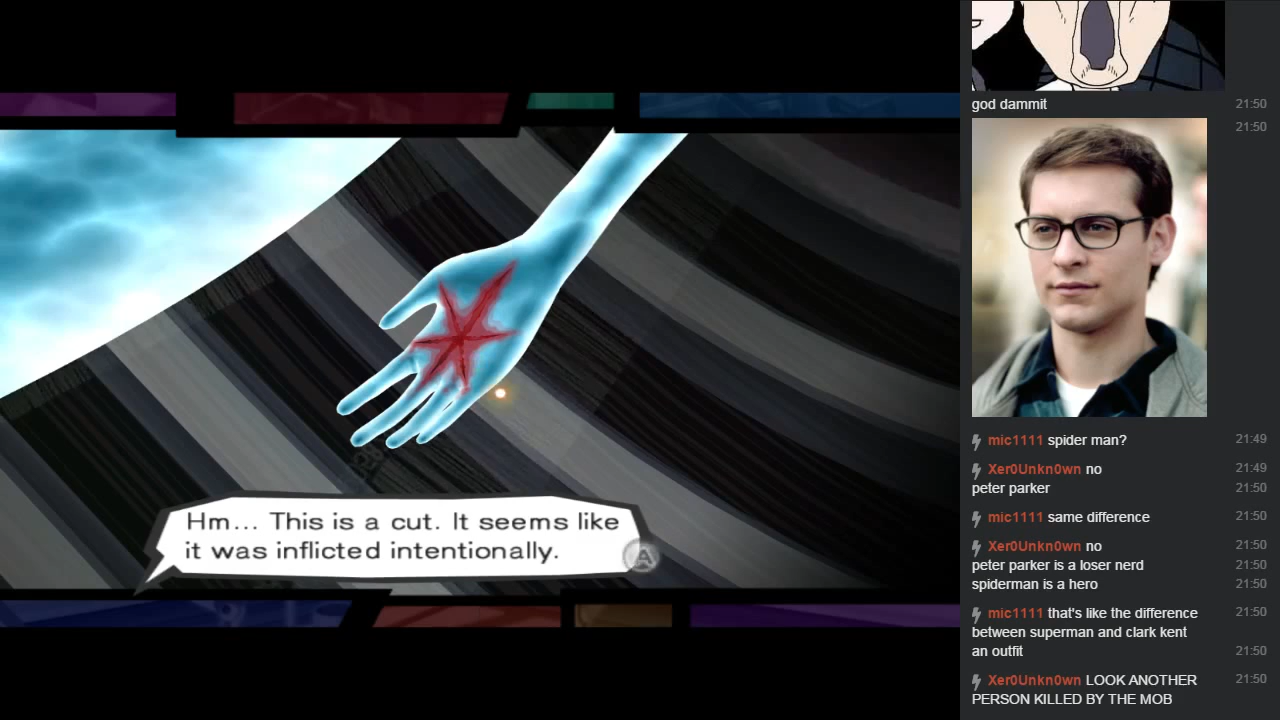 Hm... This is a cut. It seems like
it was inflicted intentionally.
A
god dammit 21:50
21:50
mic1111 spider man? 21:49
Xer0Unkn0wn no 21:49
peter parker 21:50
mic1111 same difference 21:50
Xer0Unkn0wn no 21:50
peter parker is a loser nerd 21:50
spiderman is a hero 21:50
mic1111 that's like the difference 21:50
between superman and clark kent
an outfit 21:50
Xer0Unkn0wn LOOK ANOTHER 21:50
PERSON KILLED BY THE MOB